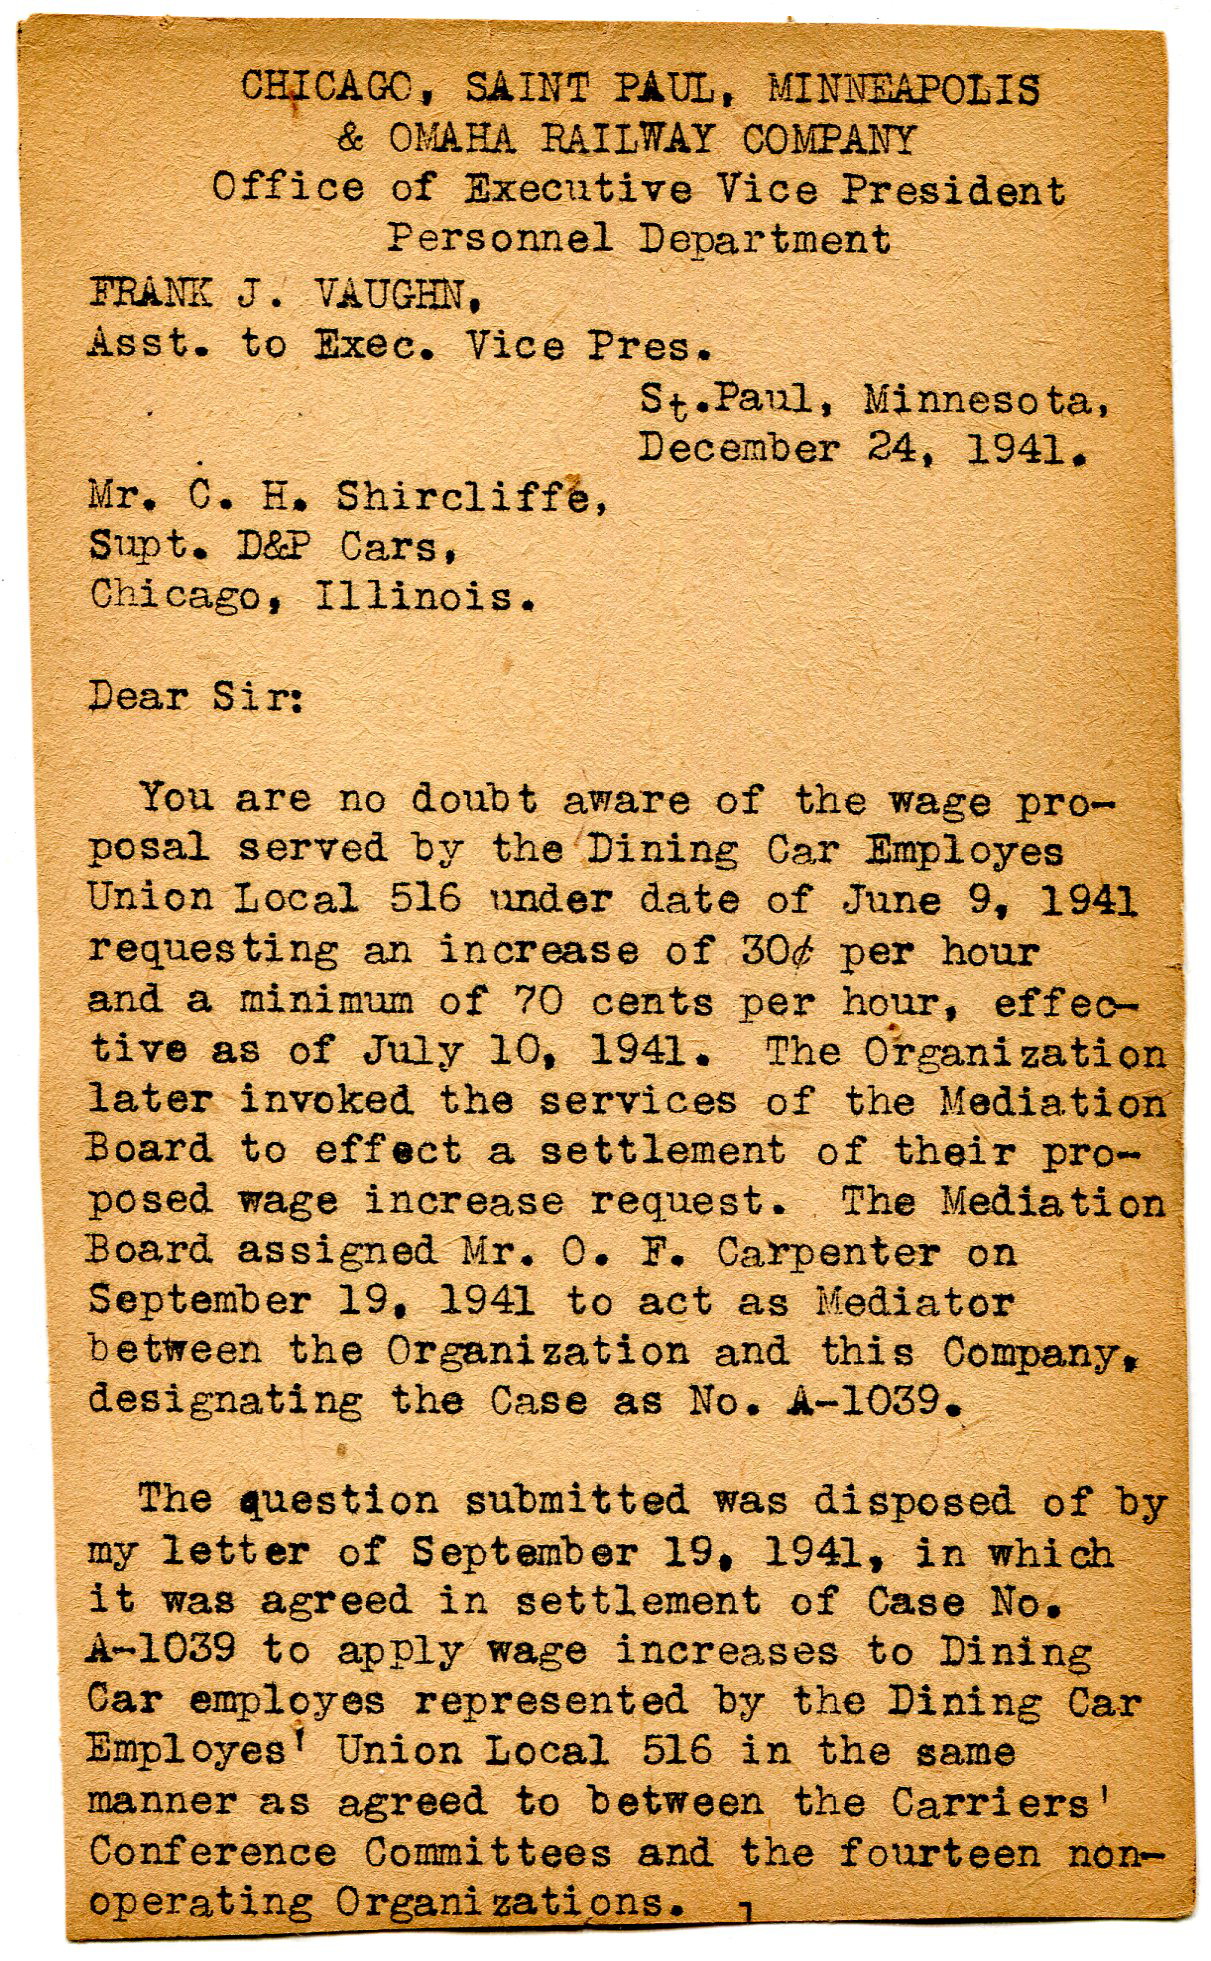 CHICAGO, SAINT PAUL, MINNEAPOLIS
& OMAHA RAILWAY COMPANY
Office of Executive Vice President
Personnel Department
FRANK J. VAUGHN,
Asst. to Exec. Vice Pres.
St.Paul, Minnesota,
December 24, 1941.
Mr. C. H. Shircliffe,
Supt. D&P Cars,
Chicago, Illinois.
Dear Sir:
You are no doubt aware of the wage pro-
posal served by the Dining Car Employes
Union Local 516 under date of June 9, 1941
requesting an increase of 30¢ per hour
and a minimum of 70 cents per hour, effec-
tive as of July 10, 1941. The Organization
later invoked the services of the Mediation
Board to effect a settlement of their pro-
posed wage increase request. The Mediation
Board assigned Mr. O. F. Carpenter on
September 19, 1941 to act as Mediator
between the Organization and this Company,
designating the Case as No. A-1039.
The question submitted was disposed of by
my letter of September 19, 1941, in which
it was agreed in settlement of Case No.
A-1039 to apply wage increases to Dining
Car employes represented by the Dining Car
Employes' Union Local 516 in the same
manner as agreed to between the Carriers'
Conference Committees and the fourteen non-
operating Organizations.